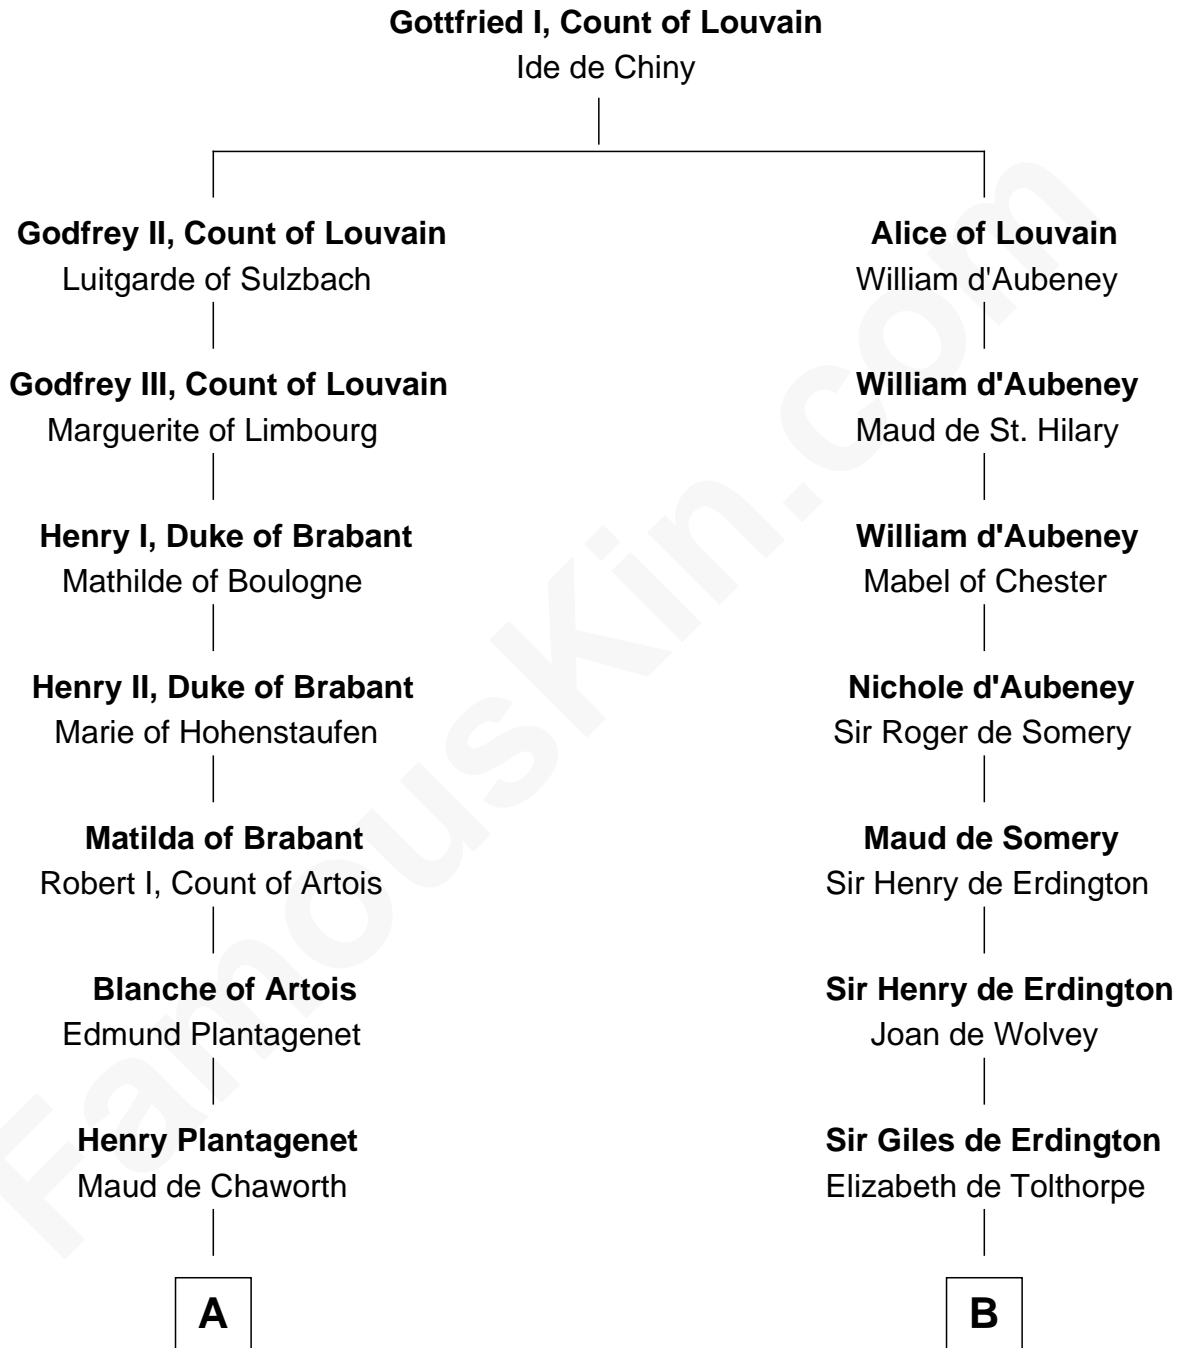 Gottfried I, Count of Louvain
Ide de Chiny
Godfrey II, Count of Louvain
Luitgarde of Sulzbach
Alice of Louvain
William d'Aubeney
Godfrey III, Count of Louvain
Marguerite of Limbourg
William d'Aubeney
Maud de St. Hilary
Henry I, Duke of Brabant
Mathilde of Boulogne
William d'Aubeney
Mabel of Chester
Henry II, Duke of Brabant
Marie of Hohenstaufen
Nichole d'Aubeney
Sir Roger de Somery
Matilda of Brabant
Robert I, Count of Artois
Maud de Somery
Sir Henry de Erdington
Blanche of Artois
Edmund Plantagenet
Sir Henry de Erdington
Joan de Wolvey
Henry Plantagenet
Maud de Chaworth
Sir Giles de Erdington
Elizabeth de Tolthorpe
A
B
FamousKin.com